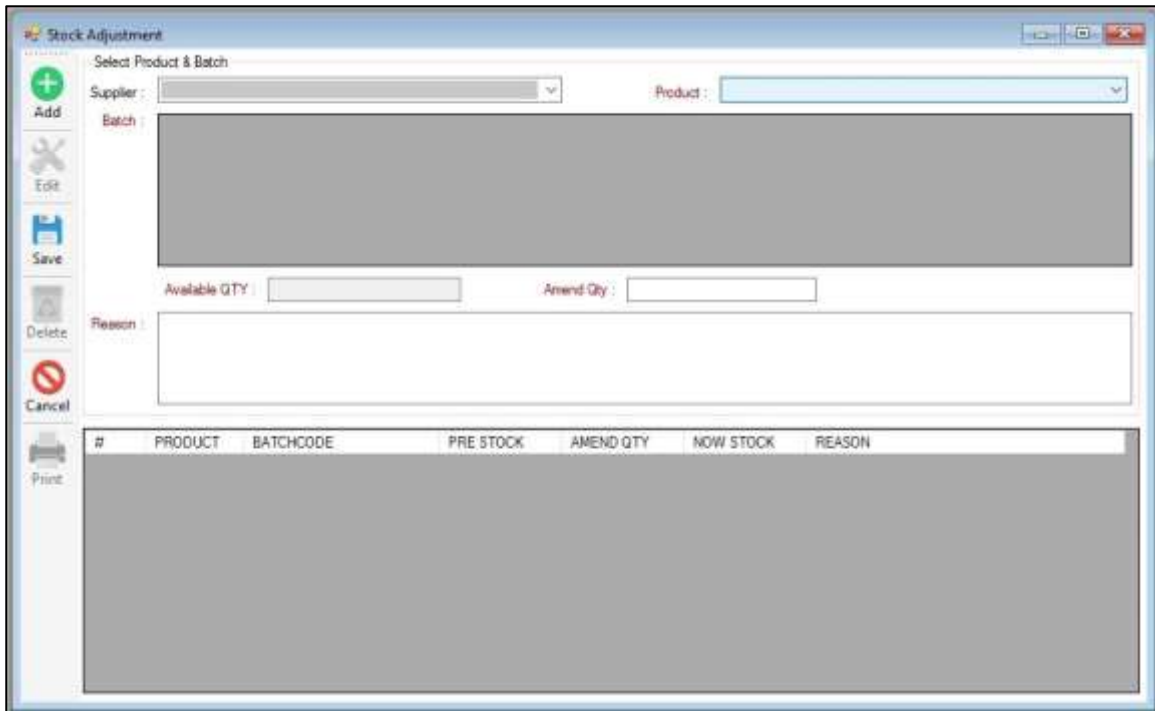 Stock Adjustment
Select Product & Batch
Supplier :
Product :
Batch :
Available QTY :
Amend Qty :
Reason :
Add
Edit
Save
Delete
Cancel
Print
# PRODUCT BATCHCODE PRE STOCK AMEND QTY NOW STOCK REASON